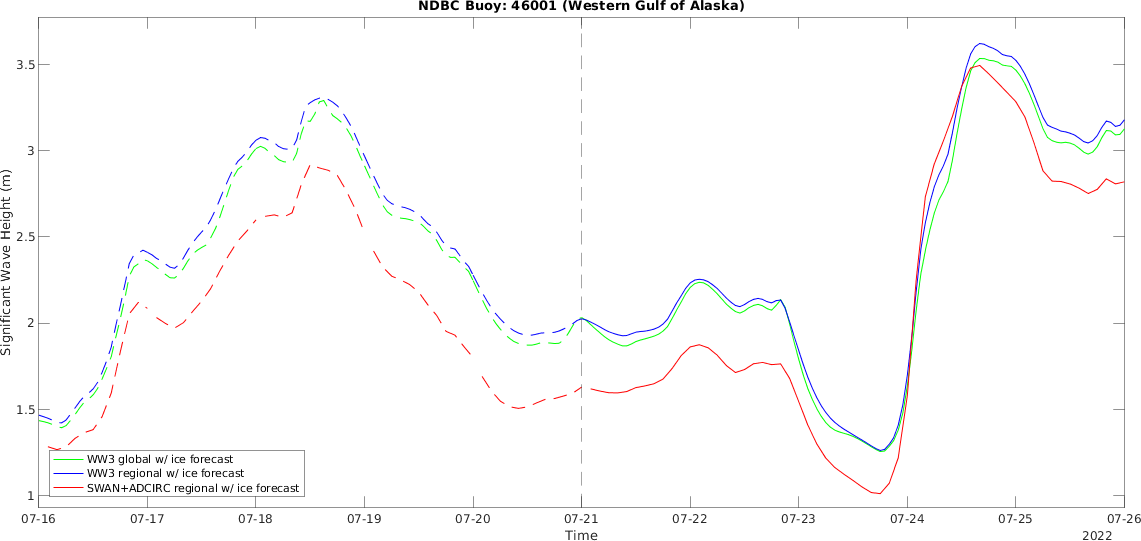 NDBC Buoy: 46001 (Western Gulf of Alaska)
Significant Wave Height (m)
3.5
3
2.5
2
1.5
1
WW3 global w/ ice forecast
WW3 regional w/ ice forecast
SWAN+ADCIRC regional w/ ice forecast
07-16 07-17 07-18 07-19 07-20 07-21 07-22 07-23 07-24 07-25 07-26
Time
2022